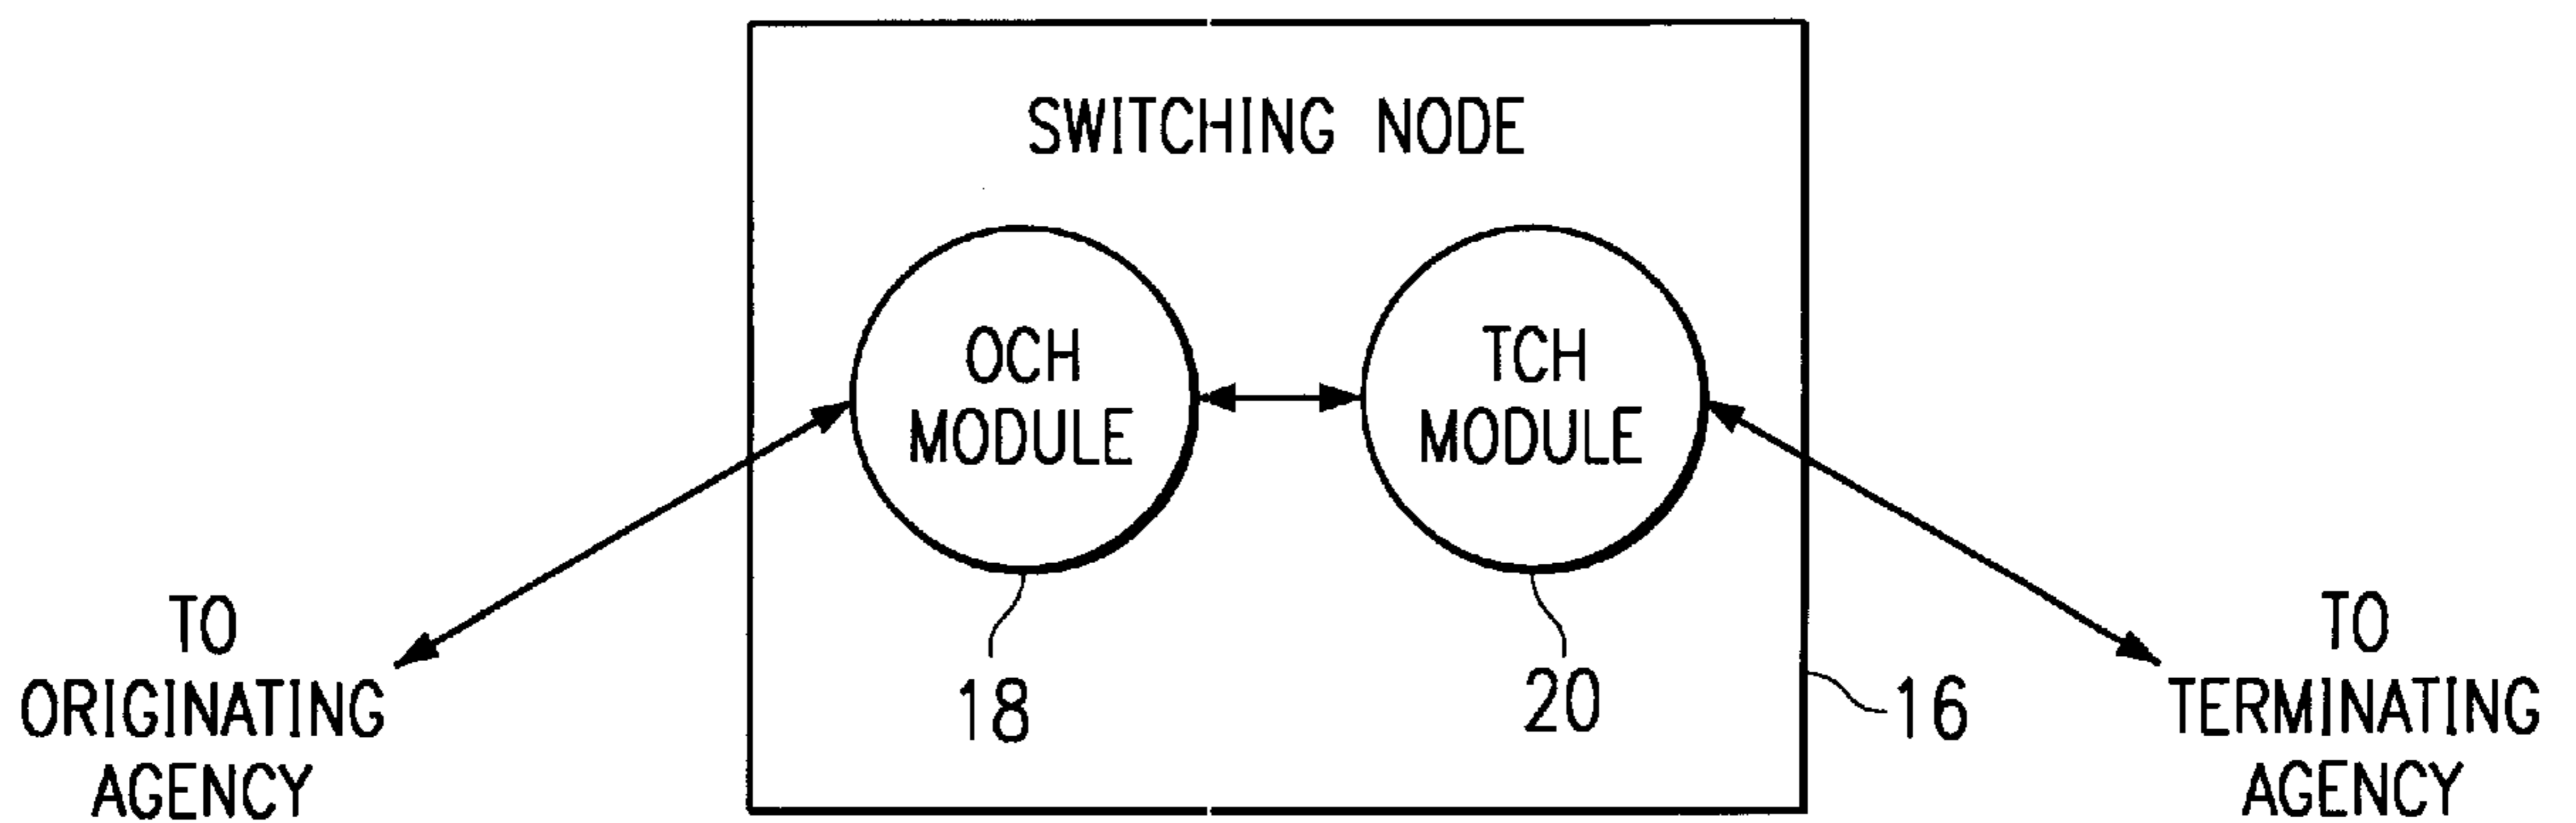 SWITCHING NODE
OCH
MODULE
TCH
MODULE
18
20
16
TO
ORIGINATING
AGENCY
TO
TERMINATING
AGENCY